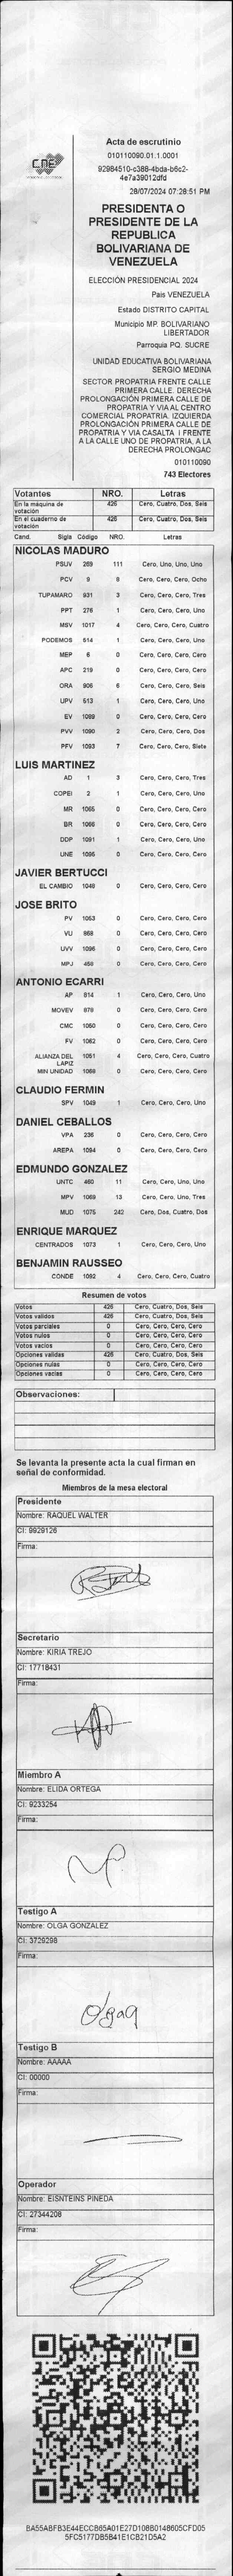 CNE
Acta de escrutinio
010110090.01.1.0001
92984510-c388-4bda-b6c2-
4e7a39012dfd
28/07/2024 07:28:51 PM
PRESIDENTA O
PRESIDENTE DE LA
REPUBLICA
BOLIVARIANA DE
VENEZUELA
ELECCIÓN PRESIDENCIAL 2024
Pais VENEZUELA
Estado DISTRITO CAPITAL
Municipio MP. BOLIVARIANO
LIBERTADOR
Parroquia PQ. SUCRE
UNIDAD EDUCATIVA BOLIVARIANA
SERGIO MEDINA
SECTOR PROPATRIA FRENTE CALLE
PRIMERA CALLE. DERECHA
PROLONGACIÓN PRIMERA CALLE DE
PROPATRIA Y VIA AL CENTRO
COMERCIAL PROPATRIA. IZQUIERDA
PROLONGACIÓN PRIMERA CALLE DE
PROPATRIA Y VIA CASALTA I FRENTE
A LA CALLE UNO DE PROPATRIA. A LA
DERECHA PROLONGAC
010110090
743 Electores
Votantes NRO. Letras
En la máquina de votación 426 Cero, Cuatro, Dos, Seis
En el cuaderno de votación 426 Cero, Cuatro, Dos, Seis
Cand. Sigla Código NRO. Letras
NICOLAS MADURO
PSUV 269 111 Cero, Uno, Uno, Uno
PCV 9 8 Cero, Cero, Cero, Ocho
TUPAMARO 931 3 Cero, Cero, Cero, Tres
PPT 276 1 Cero, Cero, Cero, Uno
MSV 1017 4 Cero, Cero, Cero, Cuatro
PODEMOS 514 1 Cero, Cero, Cero, Uno
MEP 6 0 Cero, Cero, Cero, Cero
APC 219 0 Cero, Cero, Cero, Cero
ORA 906 6 Cero, Cero, Cero, Seis
UPV 513 1 Cero, Cero, Cero, Uno
EV 1089 0 Cero, Cero, Cero, Cero
PVV 1090 2 Cero, Cero, Cero, Dos
PFV 1093 7 Cero, Cero, Cero, Siete
LUIS MARTINEZ
AD 1 3 Cero, Cero, Cero, Tres
COPEI 2 1 Cero, Cero, Cero, Uno
MR 1065 0 Cero, Cero, Cero, Cero
BR 1066 0 Cero, Cero, Cero, Cero
DDP 1091 1 Cero, Cero, Cero, Uno
UNE 1095 0 Cero, Cero, Cero, Cero
JAVIER BERTUCCI
EL CAMBIO 1048 0 Cero, Cero, Cero, Cero
JOSE BRITO
PV 1053 0 Cero, Cero, Cero, Cero
VU 868 0 Cero, Cero, Cero, Cero
UVV 1096 0 Cero, Cero, Cero, Cero
MPJ 458 0 Cero, Cero, Cero, Cero
ANTONIO ECARRI
AP 814 1 Cero, Cero, Cero, Uno
MOVEV 878 0 Cero, Cero, Cero, Cero
CMC 1050 0 Cero, Cero, Cero, Cero
FV 1062 0 Cero, Cero, Cero, Cero
ALIANZA DEL LAPIZ 1051 4 Cero, Cero, Cero, Cuatro
MIN UNIDAD 1068 0 Cero, Cero, Cero, Cero
CLAUDIO FERMIN
SPV 1049 1 Cero, Cero, Cero, Uno
DANIEL CEBALLOS
VPA 236 0 Cero, Cero, Cero, Cero
AREPA 1094 0 Cero, Cero, Cero, Cero
EDMUNDO GONZALEZ
UNTC 460 11 Cero, Cero, Uno, Uno
MPV 1069 13 Cero, Cero, Uno, Tres
MUD 1075 242 Cero, Dos, Cuatro, Dos
ENRIQUE MARQUEZ
CENTRADOS 1073 1 Cero, Cero, Cero, Uno
BENJAMIN RAUSSEO
CONDE 1092 4 Cero, Cero, Cero, Cuatro
Resumen de votos
Votos 426 Cero, Cuatro, Dos, Seis
Votos validos 426 Cero, Cuatro, Dos, Seis
Votos parciales 0 Cero, Cero, Cero, Cero
Votos nulos 0 Cero, Cero, Cero, Cero
Votos vacios 0 Cero, Cero, Cero, Cero
Opciones validas 426 Cero, Cuatro, Dos, Seis
Opciones nulas 0 Cero, Cero, Cero, Cero
Opciones vacias 0 Cero, Cero, Cero, Cero
Observaciones:
Se levanta la presente acta la cual firman en
señal de conformidad.
Miembros de la mesa electoral
Presidente
Nombre: RAQUEL WALTER
CI: 9929126
Firma:
Secretario
Nombre: KIRIA TREJO
CI: 17718431
Firma:
Miembro A
Nombre: ELIDA ORTEGA
CI: 9233254
Firma:
Testigo A
Nombre: OLGA GONZALEZ
CI: 3729298
Firma:
Olga g
Testigo B
Nombre: AAAAA
CI: 00000
Firma:
Operador
Nombre: EISNTEINS PINEDA
CI: 27344206
Firma:
BA55ABFB3E44ECCB65A01E27D10BB0148605CFD05
5FC5177DB5B41E1CB21D5A2